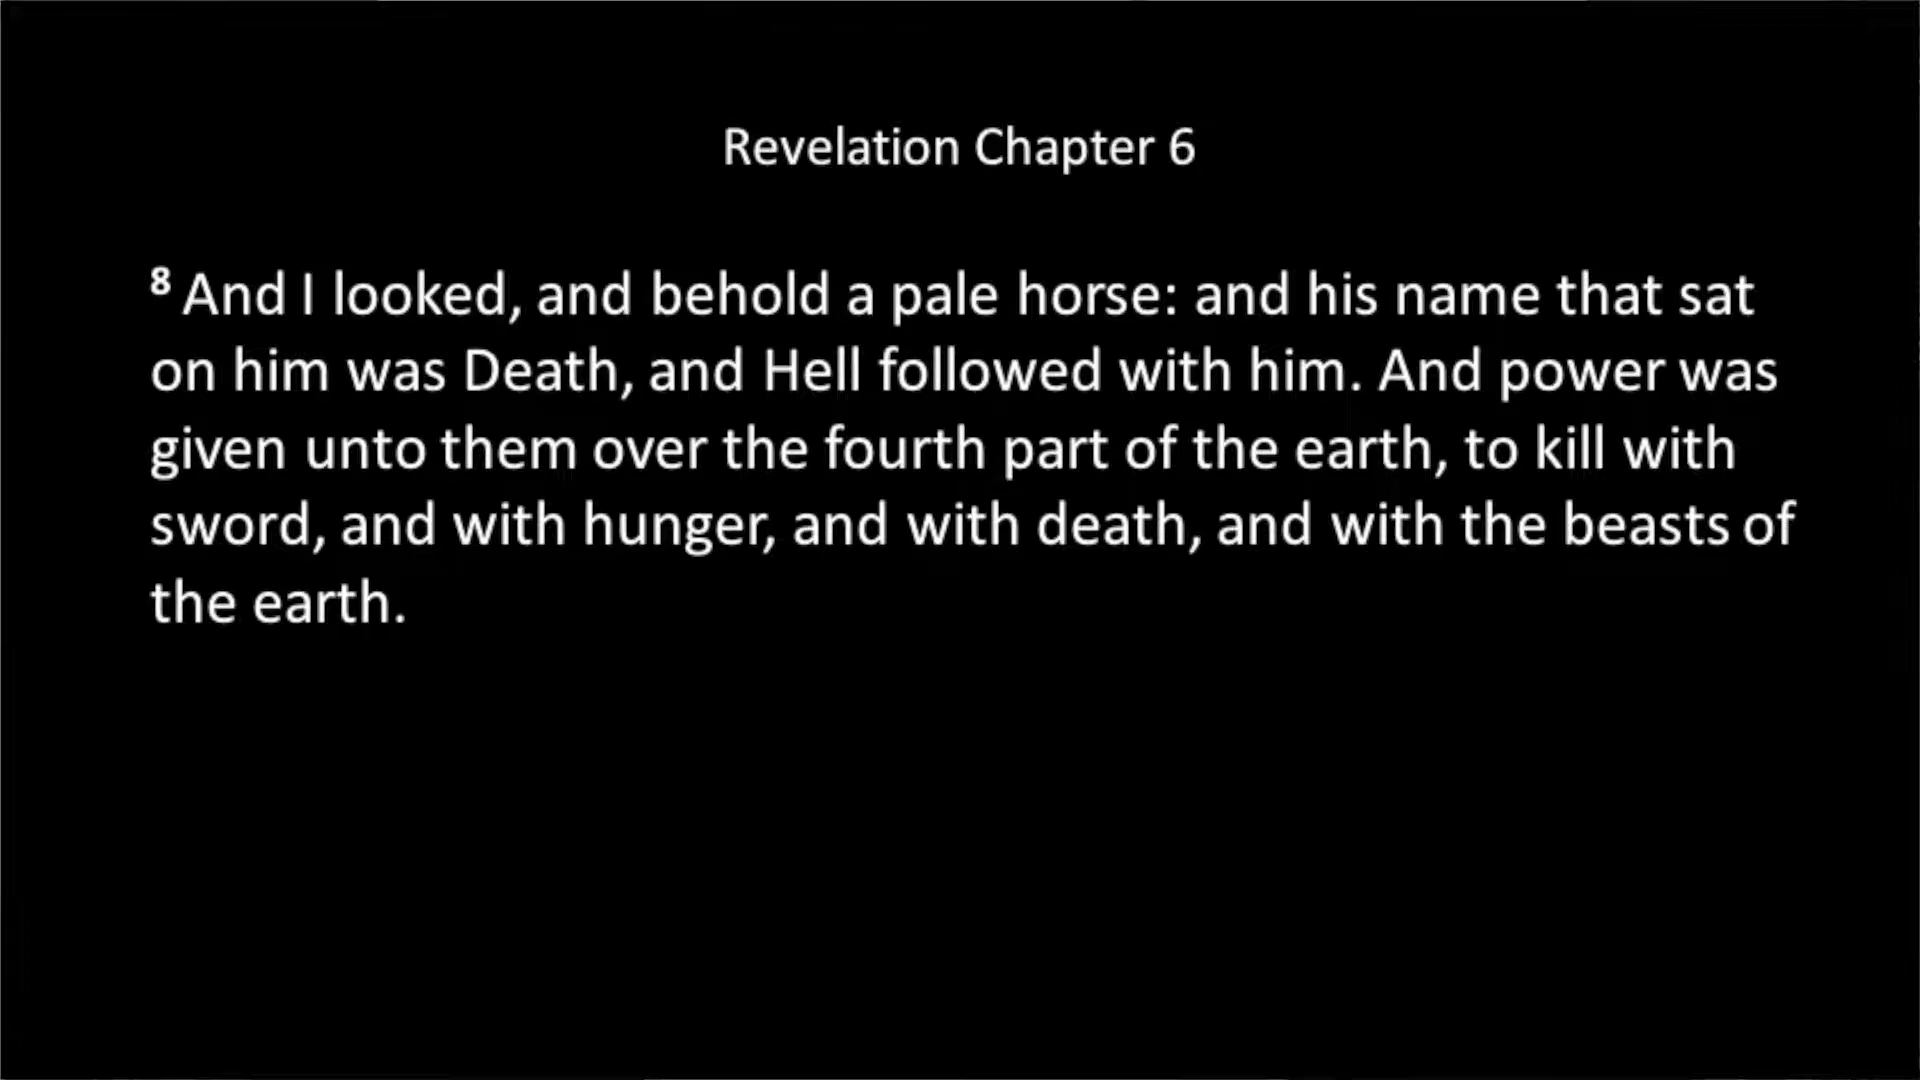 Revelation Chapter 6
8 And I looked, and behold a pale horse: and his name that sat
on him was Death, and Hell followed with him. And power was
given unto them over the fourth part of the earth, to kill with
sword, and with hunger, and with death, and with the beasts of
the earth.